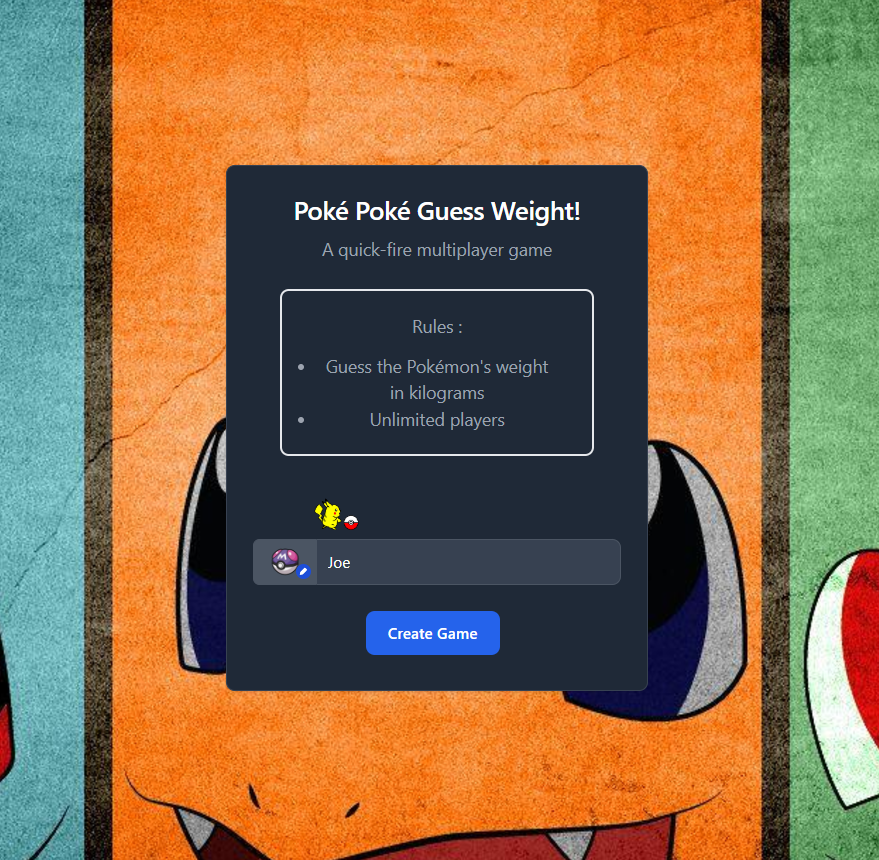 Poké Poké Guess Weight!
A quick-fire multiplayer game
Rules :
• Guess the Pokémon's weight
in kilograms
• Unlimited players
M
Joe
Create Game